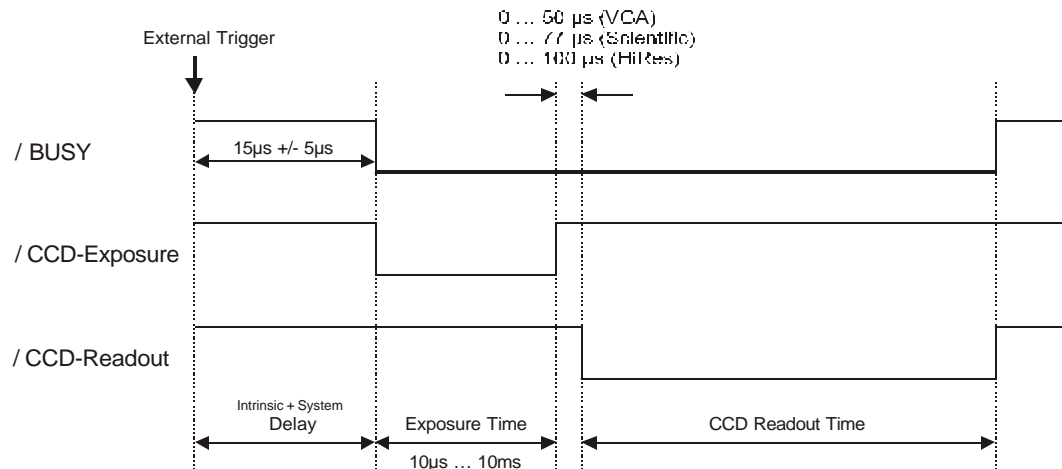 0 ... 50 µs (VGA)
0 ... 77 µs (Scientific)
0 ... 100 µs (HiRes)
External Trigger
/ BUSY
15µs +/- 5µs
/ CCD-Exposure
/ CCD-Readout
Intrinsic + System
Delay
Exposure Time
CCD Readout Time
10µs ... 10ms